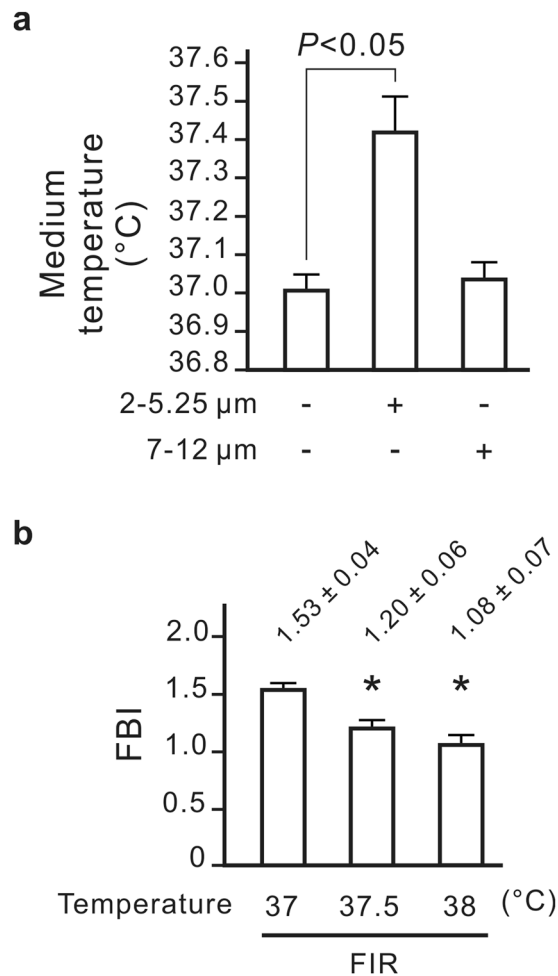 a
P<0.05
Medium
temperature
(°C)
37.6
37.5
37.4
37.3
37.2
37.1
37.0
36.9
36.8
2-5.25 μm - + -
7-12 μm - - +
b
1.53 ± 0.04 1.20 ± 0.06 1.08 ± 0.07
FBI
2.0
1.5
1.0
0.5
0
* *
Temperature 37 37.5 38 (°C)
FIR